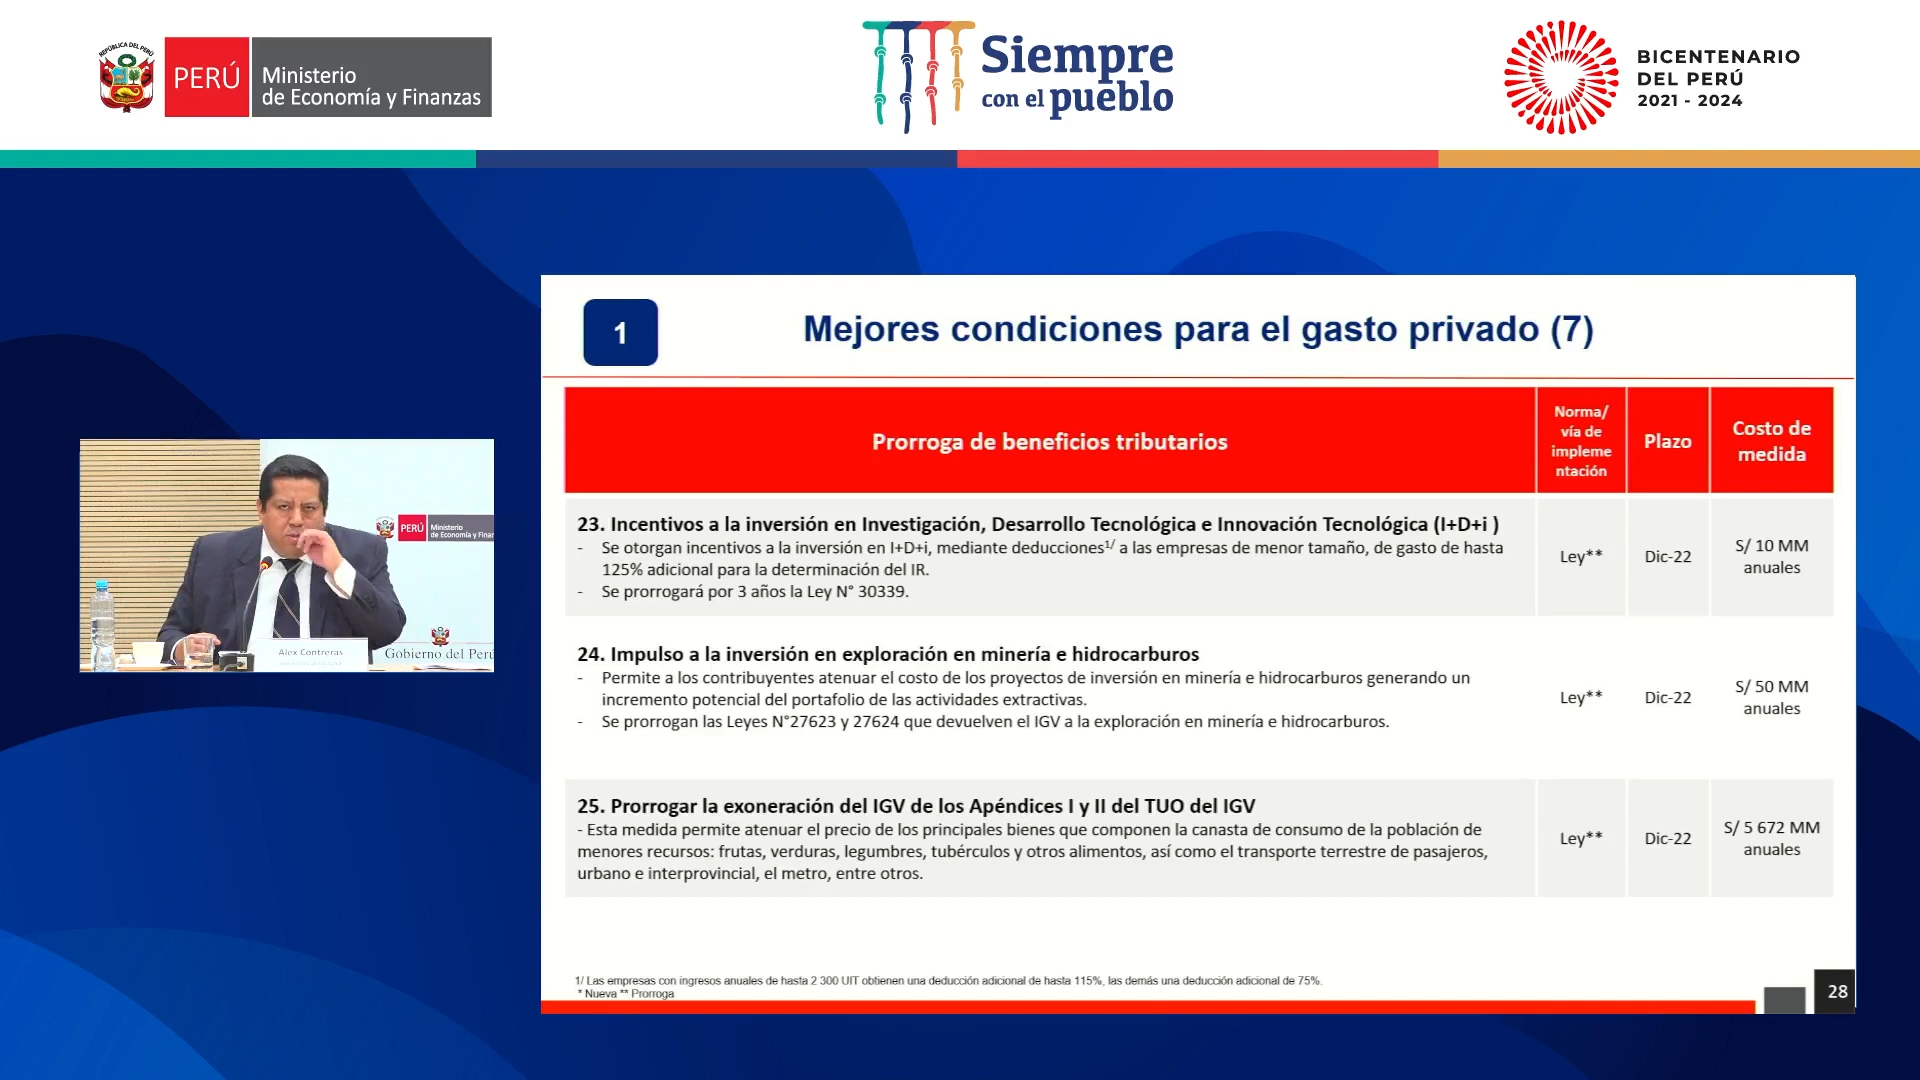 REPÚBLICA DEL PERÚ
PERÚ
Ministerio
de Economía y Finanzas
Siempre
con el pueblo
BICENTENARIO
DEL PERÚ
2021 - 2024
1
Mejores condiciones para el gasto privado (7)
Prorroga de beneficios tributarios
Norma/
vía de
impleme
ntación
Plazo
Costo de
medida
23. Incentivos a la inversión en Investigación, Desarrollo Tecnológica e Innovación Tecnológica (I+D+i )
- Se otorgan incentivos a la inversión en I+D+i, mediante deducciones1/ a las empresas de menor tamaño, de gasto de hasta
125% adicional para la determinación del IR.
- Se prorrogará por 3 años la Ley N° 30339.
Ley**
Dic-22
S/ 10 MM
anuales
24. Impulso a la inversión en exploración en minería e hidrocarburos
- Permite a los contribuyentes atenuar el costo de los proyectos de inversión en minería e hidrocarburos generando un
incremento potencial del portafolio de las actividades extractivas.
- Se prorrogan las Leyes N°27623 y 27624 que devuelven el IGV a la exploración en minería e hidrocarburos.
Ley**
Dic-22
S/ 50 MM
anuales
25. Prorrogar la exoneración del IGV de los Apéndices I y II del TUO del IGV
- Esta medida permite atenuar el precio de los principales bienes que componen la canasta de consumo de la población de
menores recursos: frutas, verduras, legumbres, tubérculos y otros alimentos, así como el transporte terrestre de pasajeros,
urbano e interprovincial, el metro, entre otros.
Ley**
Dic-22
S/ 5 672 MM
anuales
1/ Las empresas con ingresos anuales de hasta 2 300 UIT obtienen una deducción adicional de hasta 115%, las demás una deducción adicional de 75%.
* Nueva ** Prorroga
28
PERÚ
Ministerio
de Economía y Finan
Alex Contreras
Gobierno del Perú